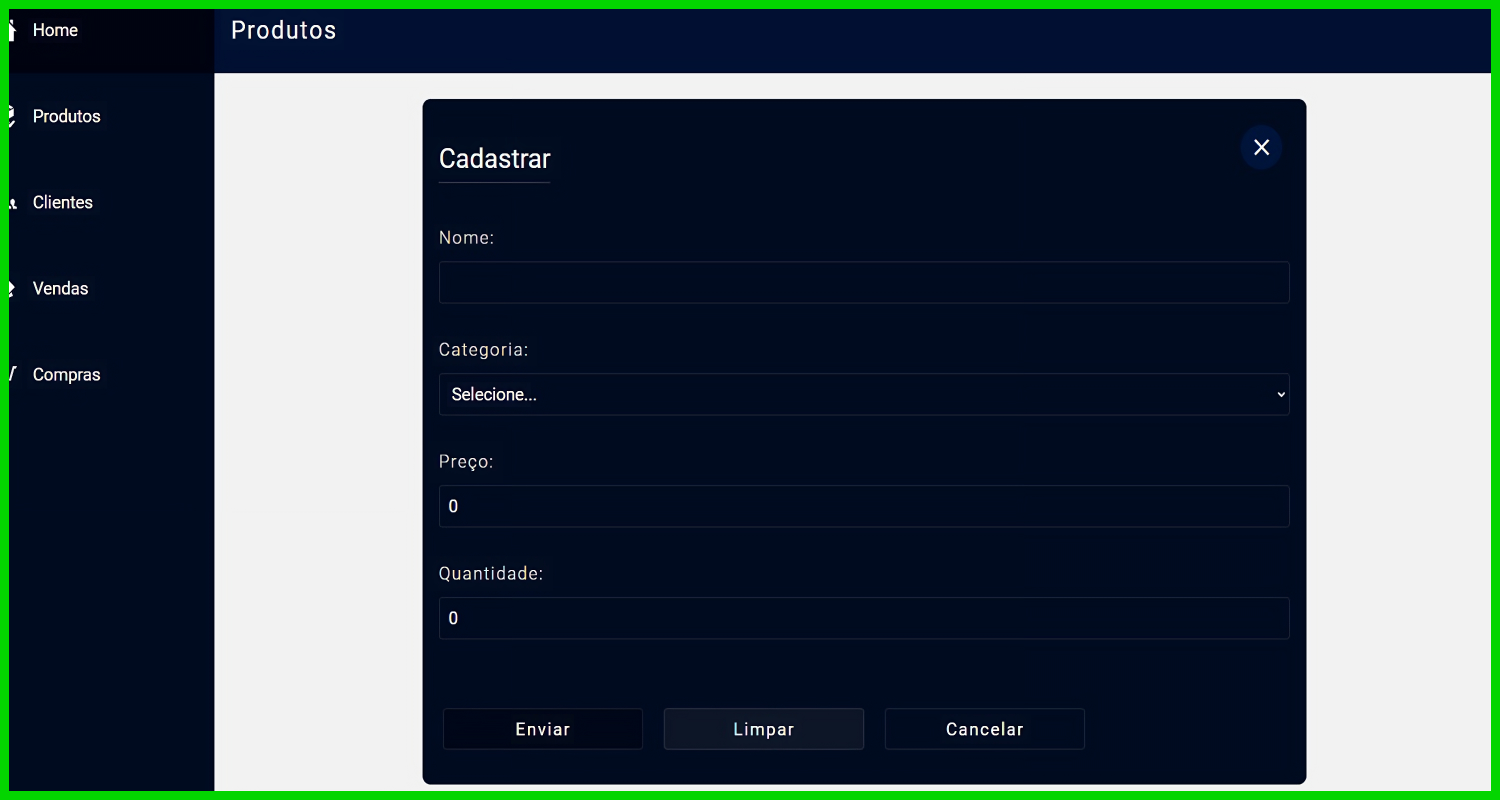 Home
Produtos
Produtos
Clientes
Vendas
Compras
Cadastrar
Nome:
Categoria:
Selecione...
Preço:
0
Quantidade:
0
Enviar
Limpar
Cancelar